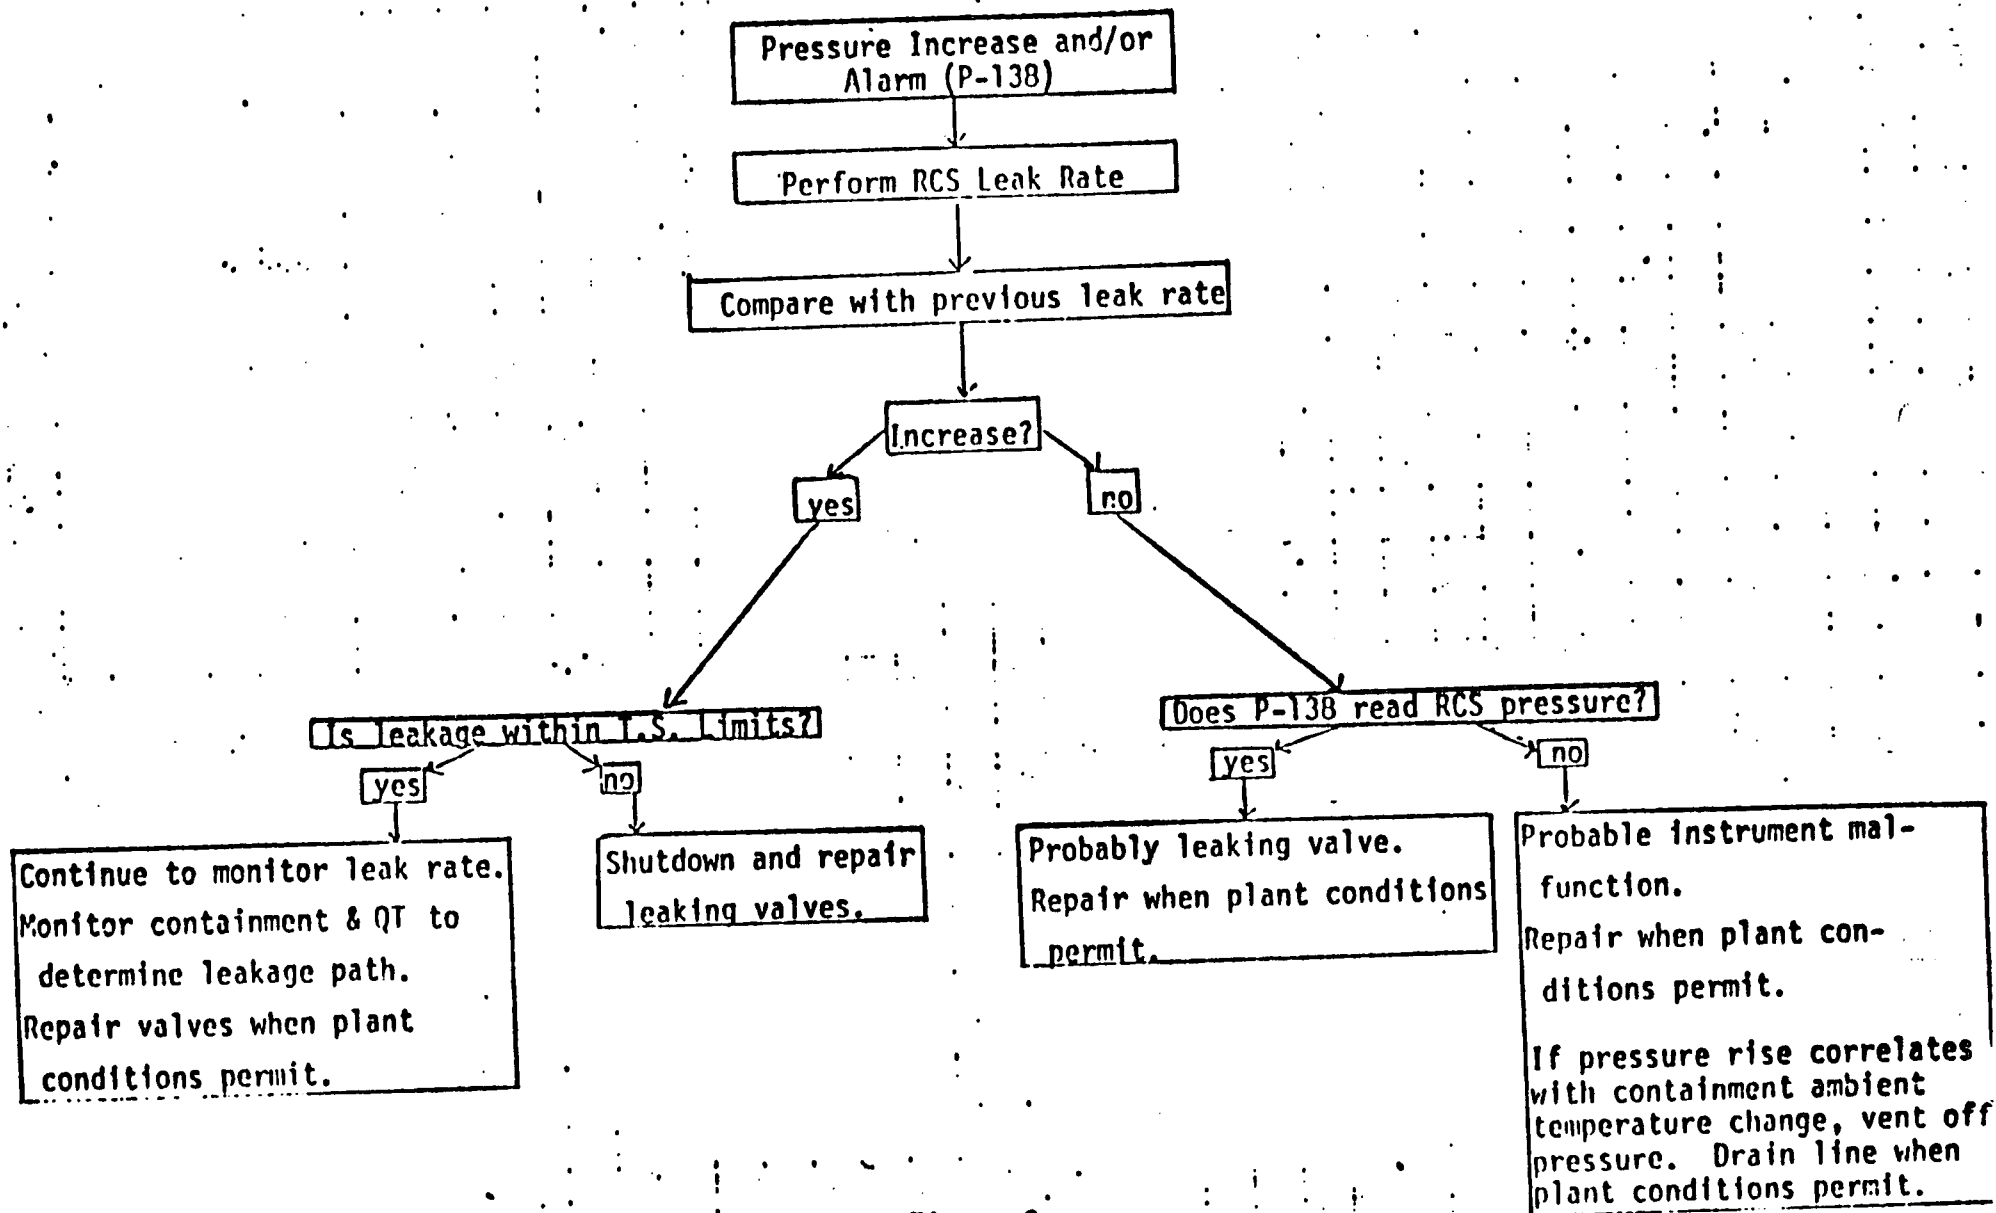 Pressure Increase and/or
Alarm (P-138)
Perform RCS Leak Rate
Compare with previous leak rate
Increase?
yes
no
Is leakage within T.S. Limits?
Does P-138 read RCS pressure?
yes
no
yes
no
Continue to monitor leak rate.
Monitor containment & QT to
determine leakage path.
Repair valves when plant
conditions permit.
Shutdown and repair
leaking valves.
Probably leaking valve.
Repair when plant conditions
permit.
Probable instrument mal-
function.
Repair when plant con-
ditions permit.
If pressure rise correlates
with containment ambient
temperature change, vent off
pressure. Drain line when
plant conditions permit.